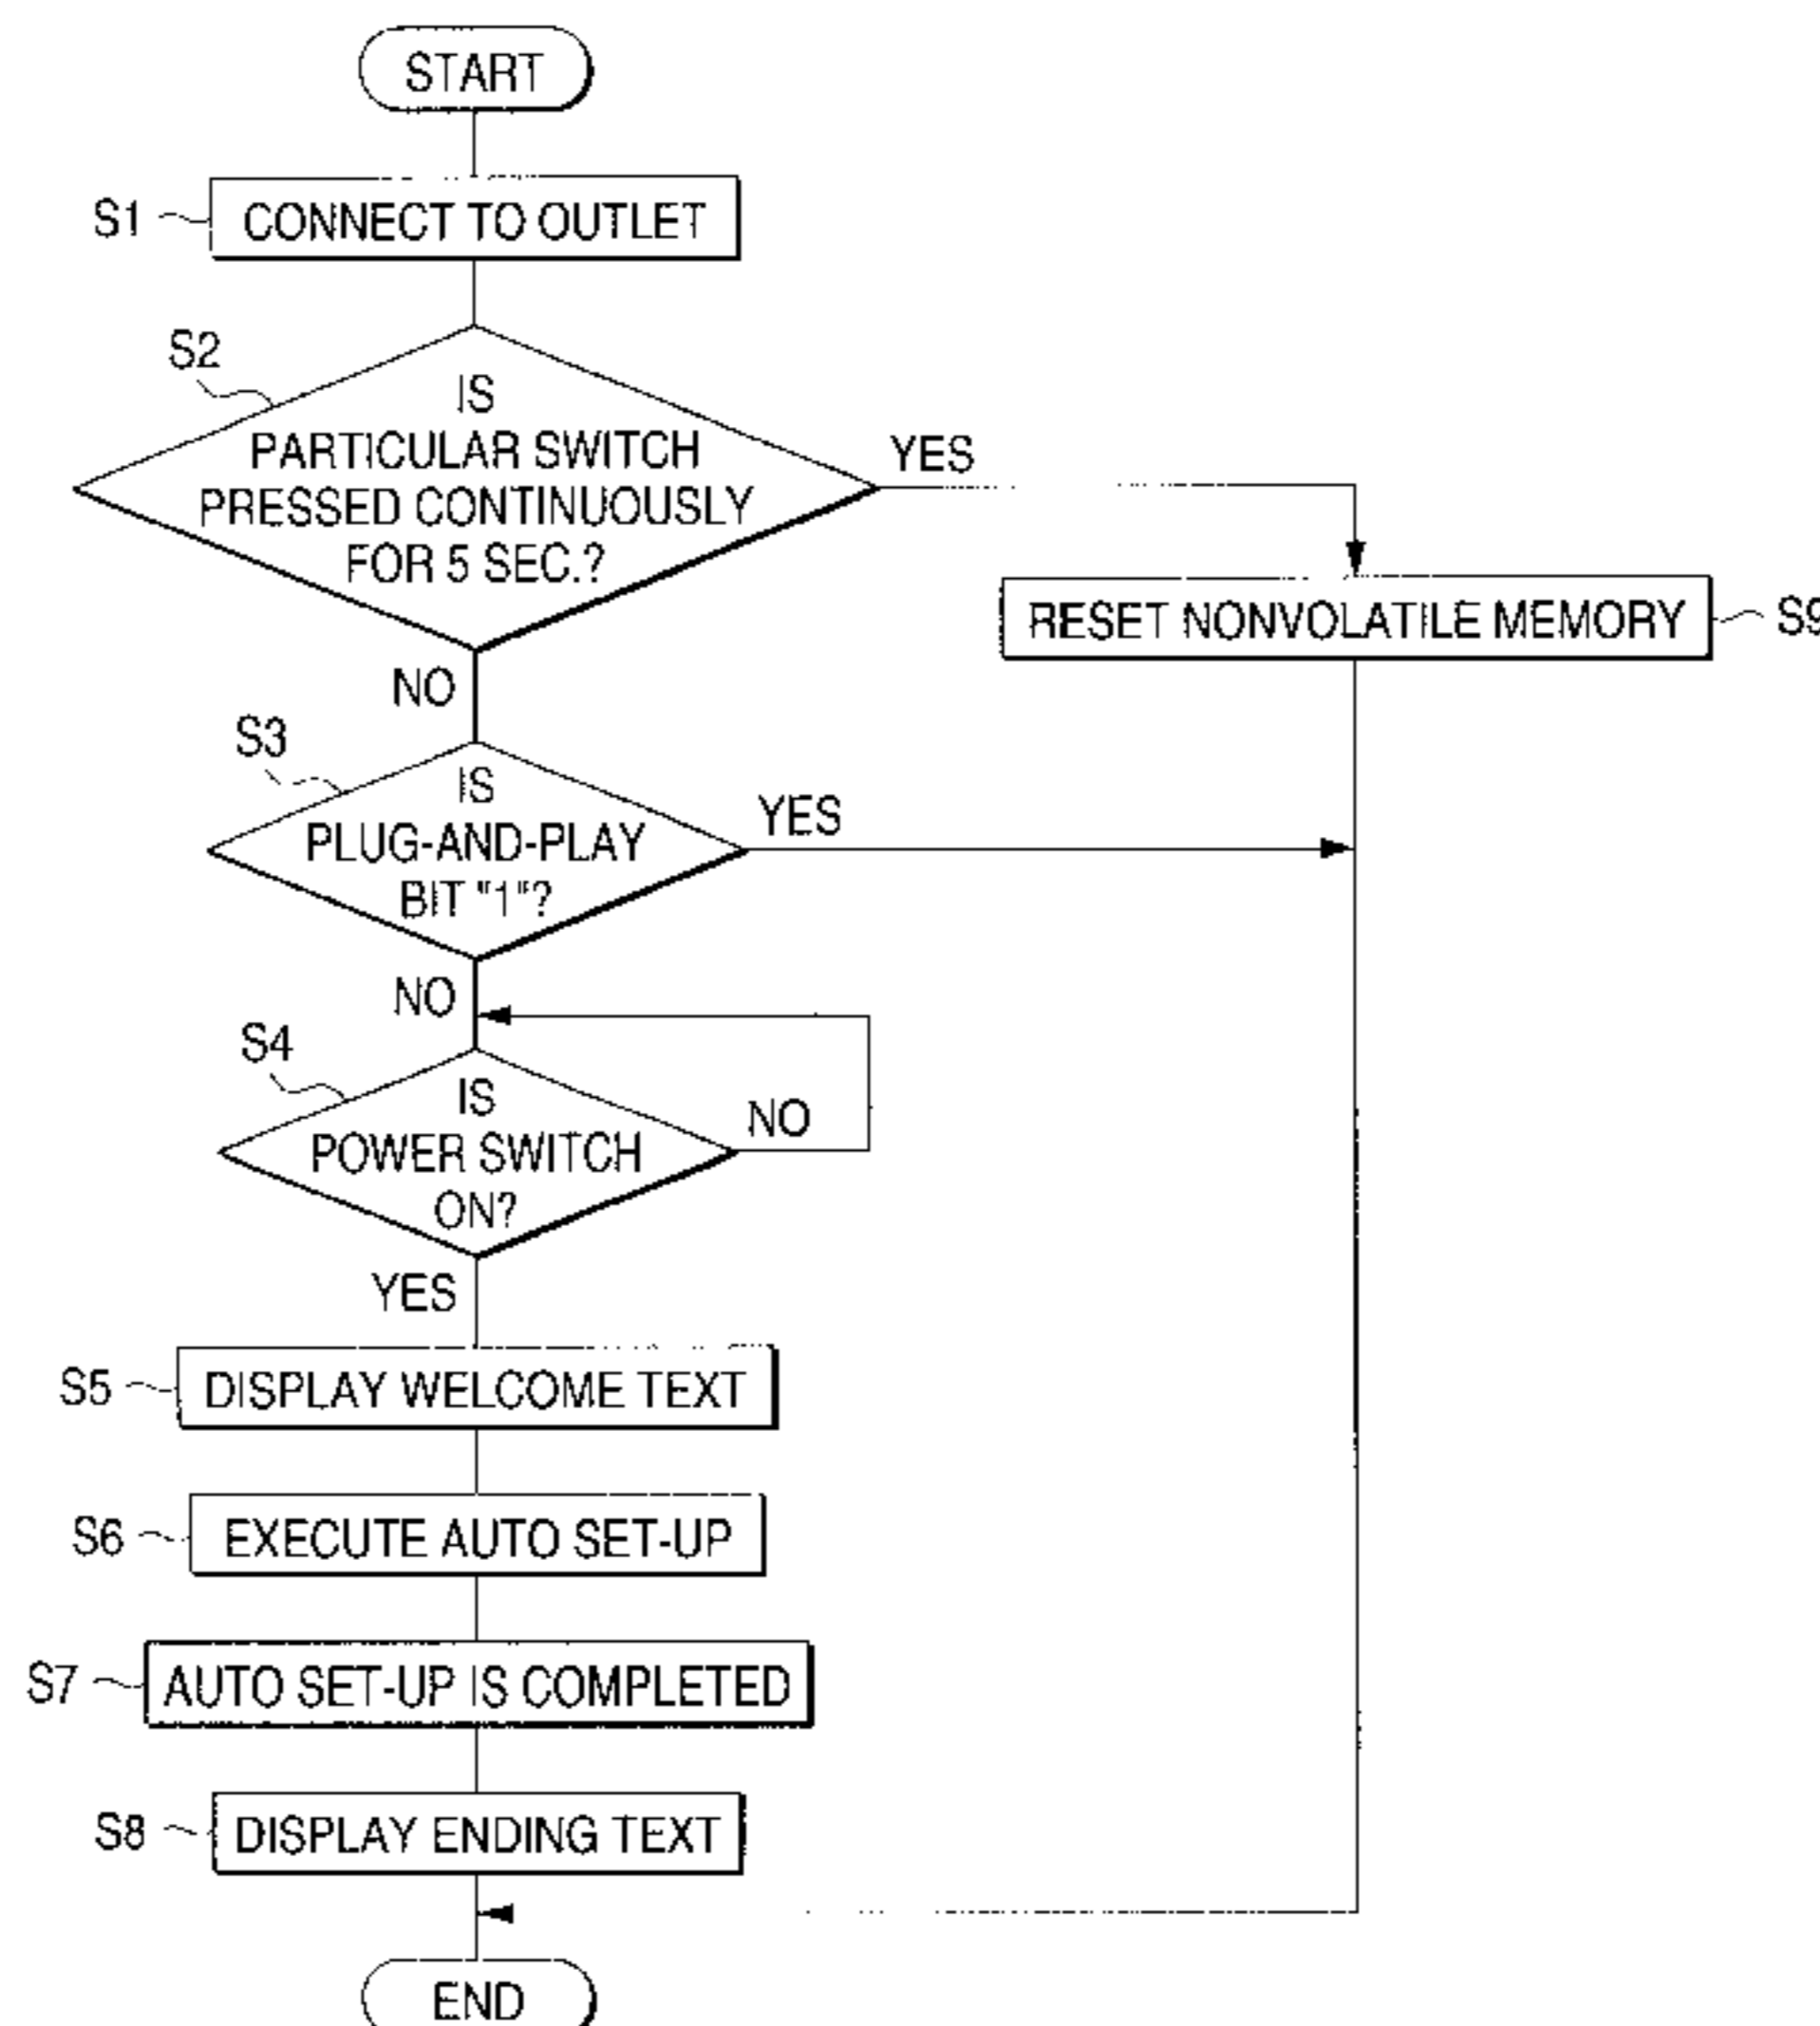 START
S1
CONNECT TO OUTLET
S2
IS
PARTICULAR SWITCH
PRESSED CONTINUOUSLY
FOR 5 SEC.?
YES
RESET NONVOLATILE MEMORY
S9
NO
S3
IS
PLUG-AND-PLAY
BIT "1"?
YES
NO
S4
IS
POWER SWITCH
ON?
NO
YES
S5
DISPLAY WELCOME TEXT
S6
EXECUTE AUTO SET-UP
S7
AUTO SET-UP IS COMPLETED
S8
DISPLAY ENDING TEXT
END